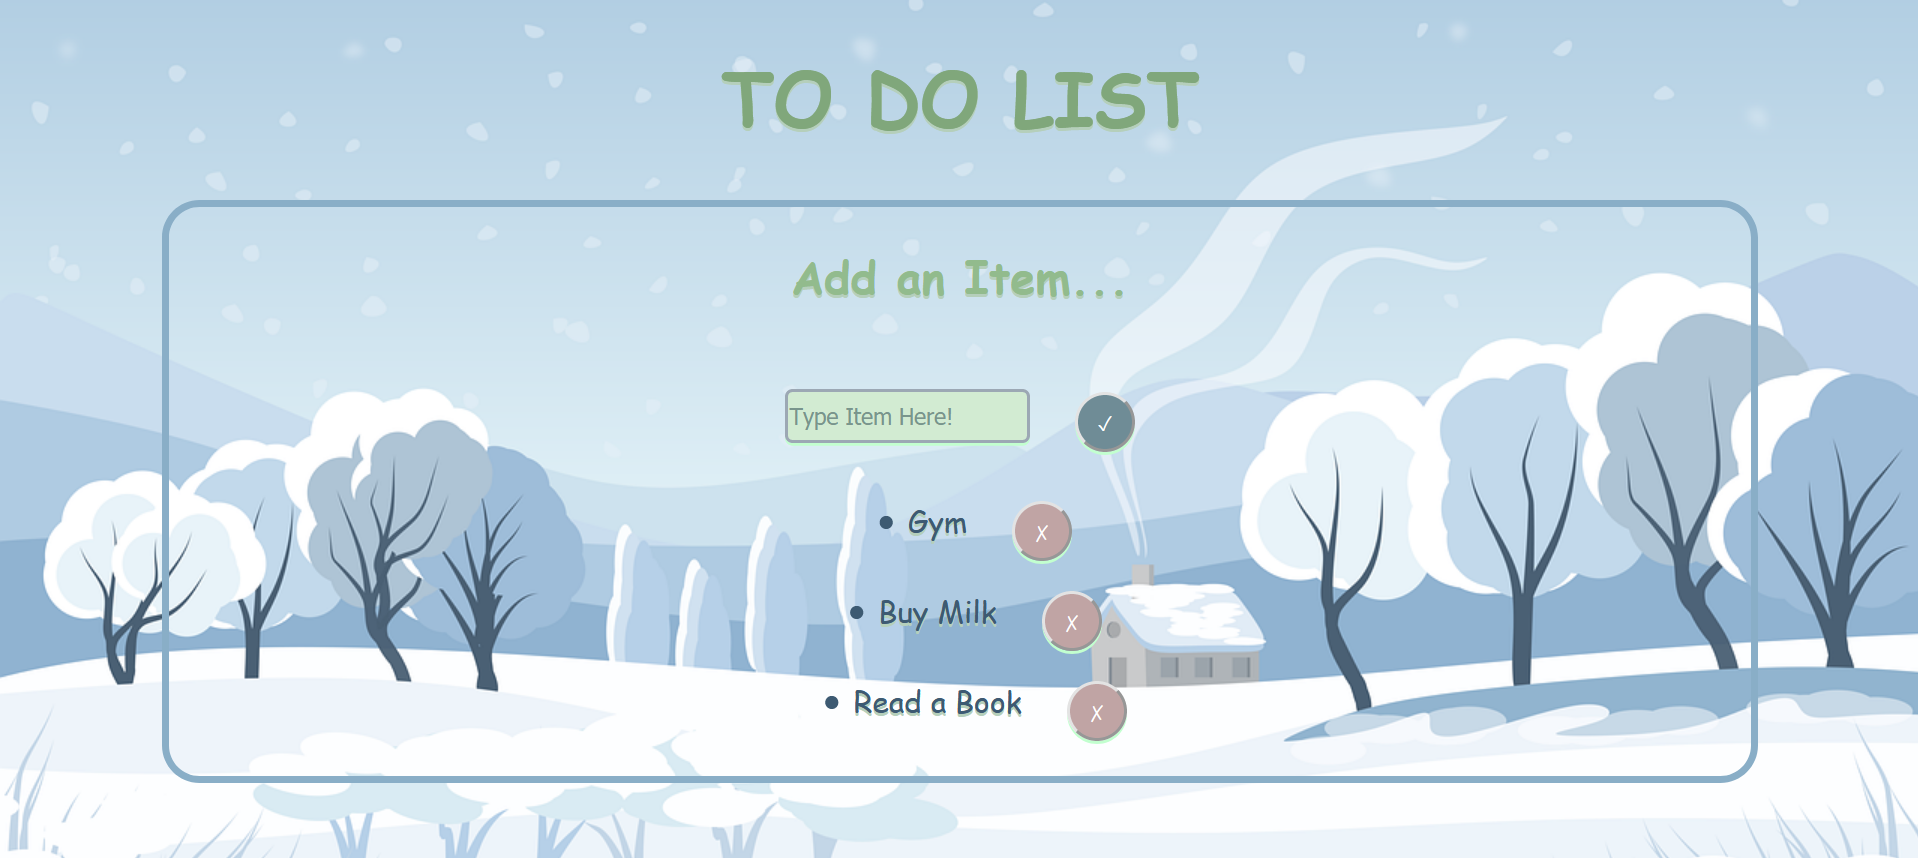 TO DO LIST
Add an Item...
Type Item Here! ✓
• Gym X
• Buy Milk X
• Read a Book X